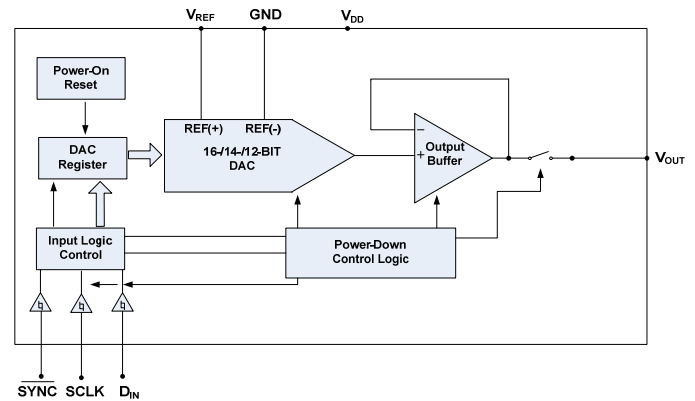 VREF GND VDD
Power-On
Reset
REF(+) REF(-)
16-/14-/12-BIT
DAC
DAC
Register
−
+
Output
Buffer
VOUT
Input Logic
Control
Power-Down
Control Logic
SYNC SCLK DIN